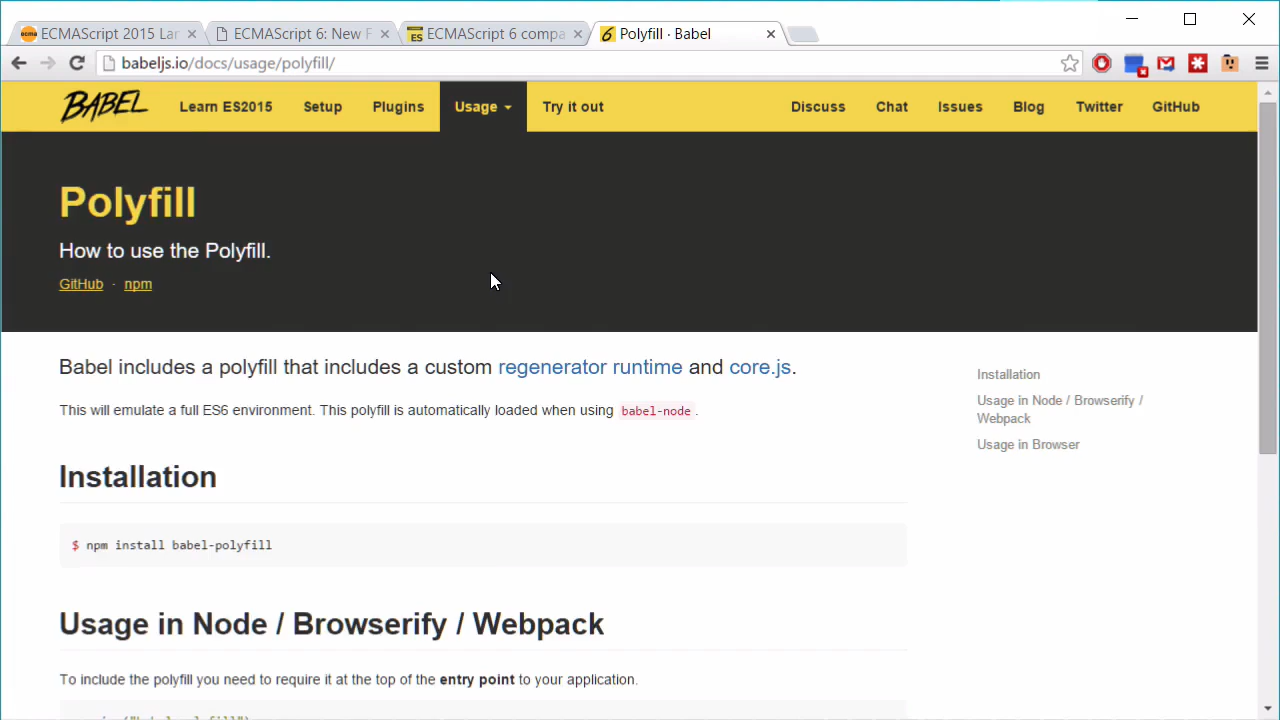 ECMAScript 2015 Lar
ECMAScript 6: New F
ECMAScript 6 compa
Polyfill · Babel
babeljs.io/docs/usage/polyfill/
BABEL Learn ES2015 Setup Plugins Usage Try it out Discuss Chat Issues Blog Twitter GitHub
Polyfill
How to use the Polyfill.
GitHub · npm
Babel includes a polyfill that includes a custom regenerator runtime and core.js.
This will emulate a full ES6 environment. This polyfill is automatically loaded when using babel-node.
Installation
$ npm install babel-polyfill
Usage in Node / Browserify / Webpack
To include the polyfill you need to require it at the top of the entry point to your application.
Installation
Usage in Node / Browserify /
Webpack
Usage in Browser